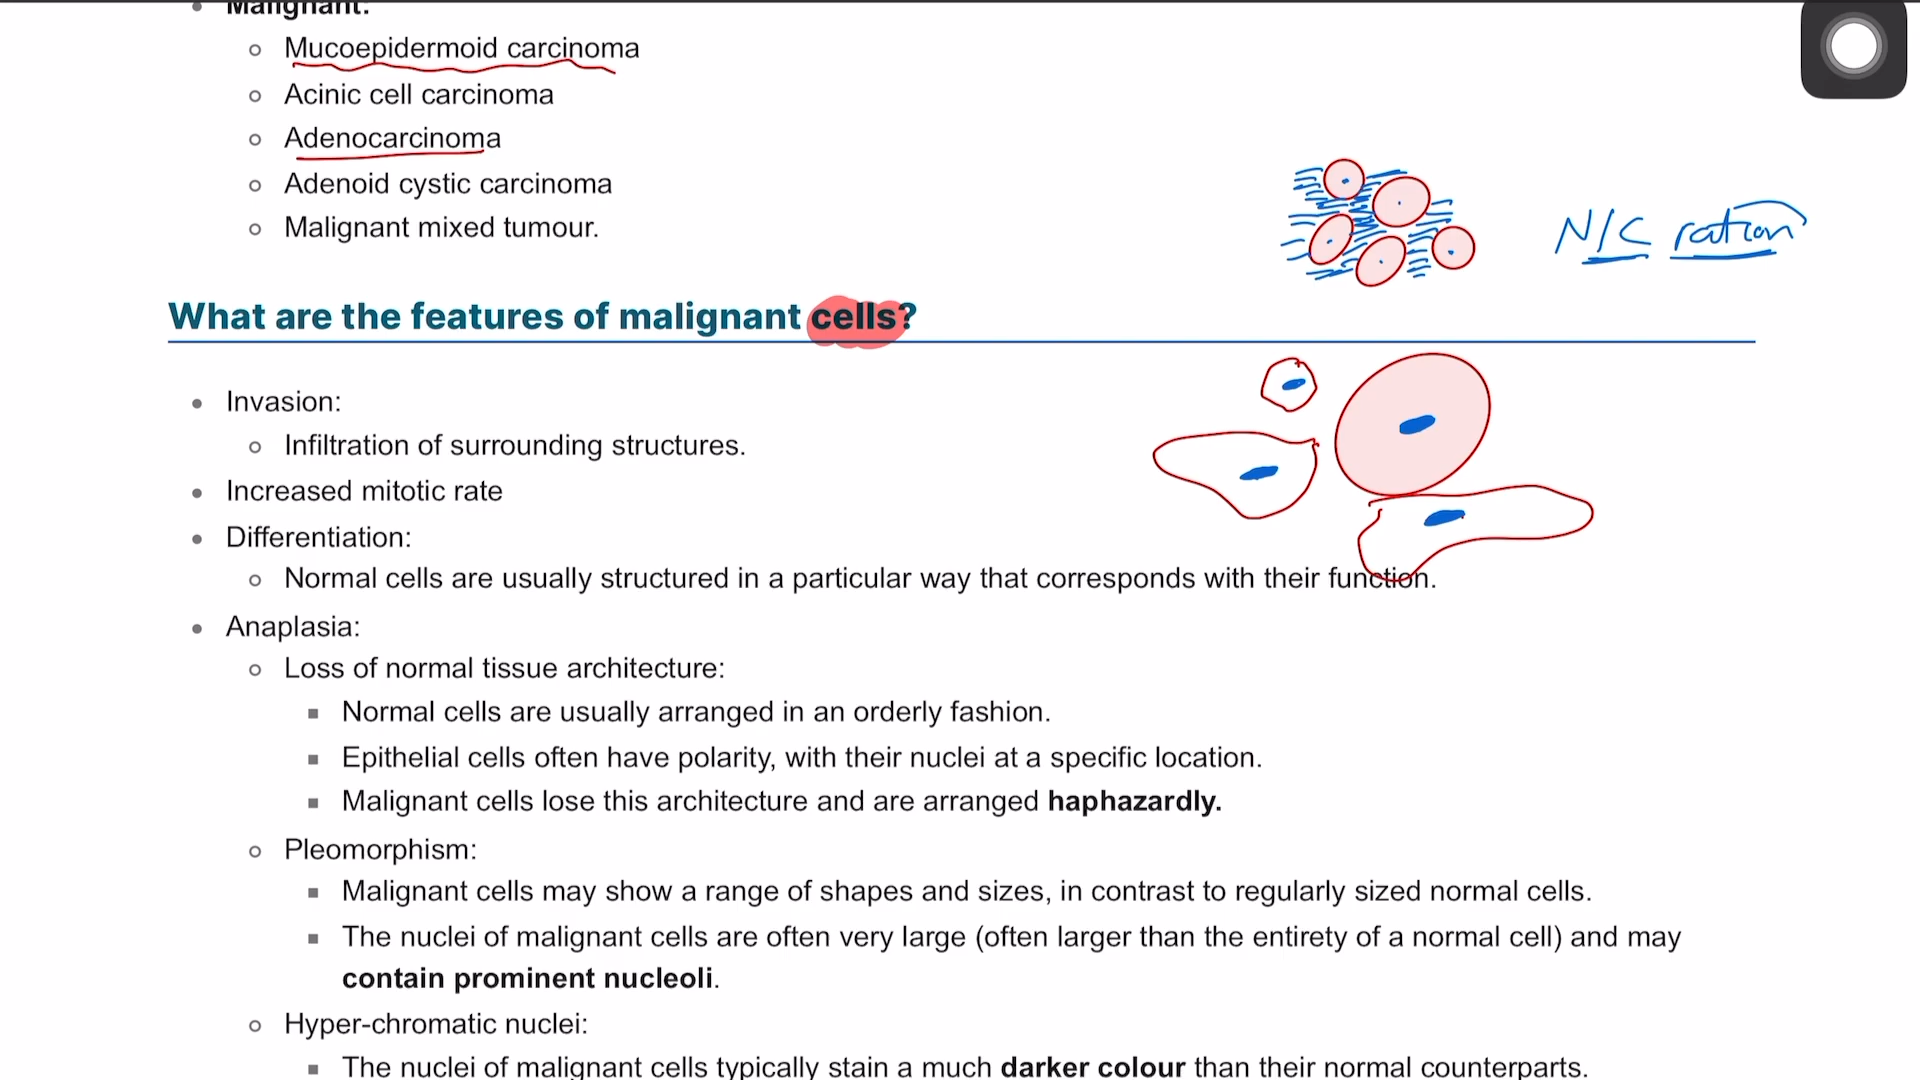 Malignant:
Mucoepidermoid carcinoma
Acinic cell carcinoma
Adenocarcinoma
Adenoid cystic carcinoma
Malignant mixed tumour.
N/C ration
What are the features of malignant cells?
Invasion:
Infiltration of surrounding structures.
Increased mitotic rate
Differentiation:
Normal cells are usually structured in a particular way that corresponds with their function.
Anaplasia:
Loss of normal tissue architecture:
Normal cells are usually arranged in an orderly fashion.
Epithelial cells often have polarity, with their nuclei at a specific location.
Malignant cells lose this architecture and are arranged haphazardly.
Pleomorphism:
Malignant cells may show a range of shapes and sizes, in contrast to regularly sized normal cells.
The nuclei of malignant cells are often very large (often larger than the entirety of a normal cell) and may
contain prominent nucleoli.
Hyper-chromatic nuclei:
The nuclei of malignant cells typically stain a much darker colour than their normal counterparts.